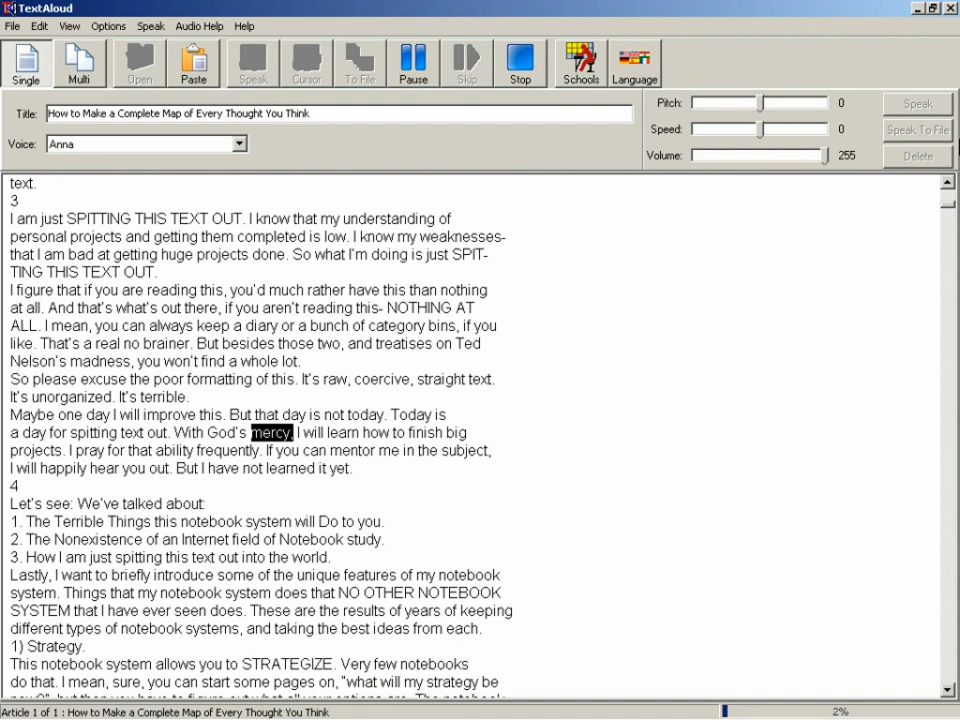 TextAloud
File Edit View Options Speak Audio Help Help
Single Multi Open Paste Speak Cursor To File Pause Skip Stop Schools Language
Title: How to Make a Complete Map of Every Thought You Think
Voice: Anna
Pitch: 0 Speak
Speed: 0 Speak To File
Volume: 255 Delete
text.
3
I am just SPITTING THIS TEXT OUT. I know that my understanding of
personal projects and getting them completed is low. I know my weaknesses-
that I am bad at getting huge projects done. So what I'm doing is just SPIT-
TING THIS TEXT OUT.
I figure that if you are reading this, you'd much rather have this than nothing
at all. And that's what's out there, if you aren't reading this- NOTHING AT
ALL. I mean, you can always keep a diary or a bunch of category bins, if you
like. That's a real no brainer. But besides those two, and treatises on Ted
Nelson's madness, you won't find a whole lot.
So please excuse the poor formatting of this. It's raw, coercive, straight text.
It's unorganized. It's terrible.
Maybe one day I will improve this. But that day is not today. Today is
a day for spitting text out. With God's mercy, I will learn how to finish big
projects. I pray for that ability frequently. If you can mentor me in the subject,
I will happily hear you out. But I have not learned it yet.
4
Let's see: We've talked about:
1. The Terrible Things this notebook system will Do to you.
2. The Nonexistence of an Internet field of Notebook study.
3. How I am just spitting this text out into the world.
Lastly, I want to briefly introduce some of the unique features of my notebook
system. Things that my notebook system does that NO OTHER NOTEBOOK
SYSTEM that I have ever seen does. These are the results of years of keeping
different types of notebook systems, and taking the best ideas from each.
1) Strategy.
This notebook system allows you to STRATEGIZE. Very few notebooks
do that. I mean, sure, you can start some pages on, "what will my strategy be
now?", but then you have to figure out what all your options are. The notebook
Article 1 of 1 : How to Make a Complete Map of Every Thought You Think 2%